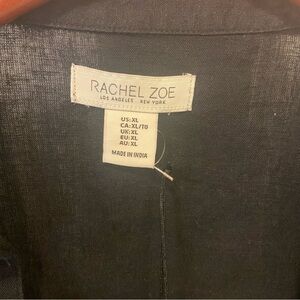 RACHEL ZOE
LOS ANGELES NEW YORK
US:XL
CA:XL/TG
UK:XL
EU:XL
AU:XL
MADE IN INDIA